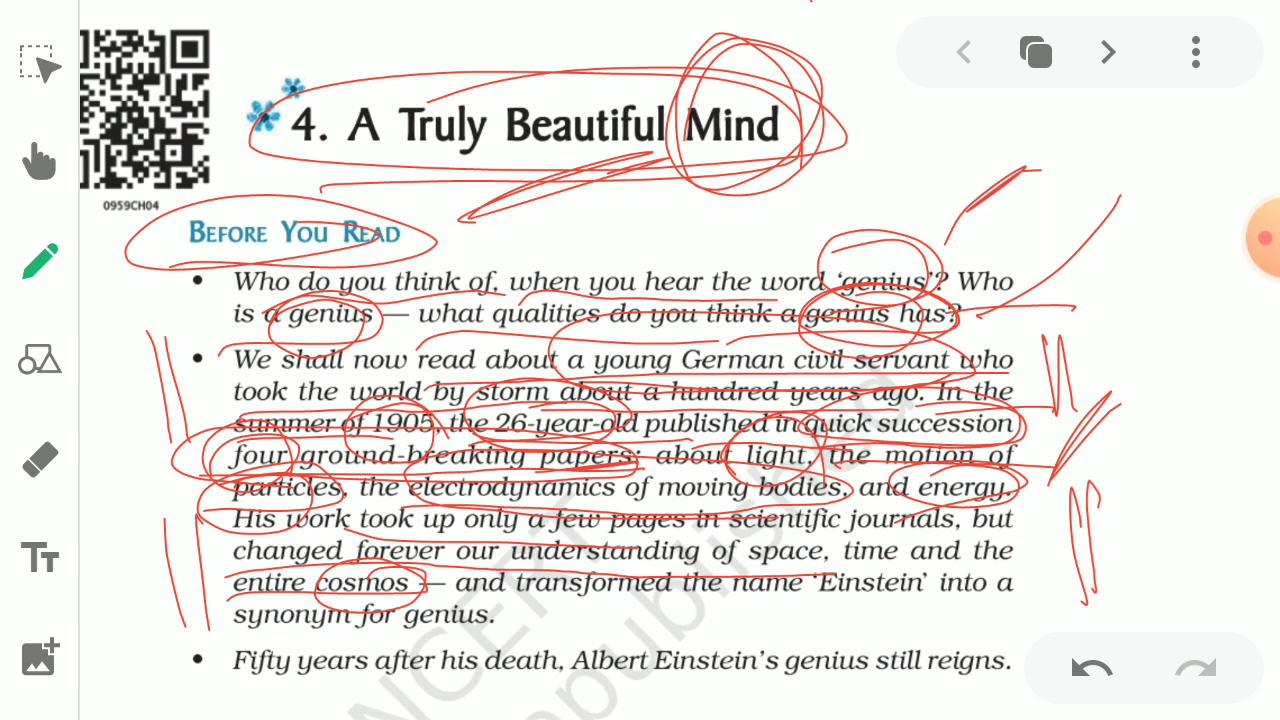 4. A Truly Beautiful Mind
0959CH04
BEFORE YOU READ
• Who do you think of, when you hear the word ‘genius’? Who
is a genius — what qualities do you think a genius has?
• We shall now read about a young German civil servant who
took the world by storm about a hundred years ago. In the
summer of 1905, the 26-year-old published in quick succession
four ground-breaking papers: about light, the motion of
particles, the electrodynamics of moving bodies, and energy.
His work took up only a few pages in scientific journals, but
changed forever our understanding of space, time and the
entire cosmos — and transformed the name ‘Einstein’ into a
synonym for genius.
• Fifty years after his death, Albert Einstein’s genius still reigns.
NCERT
republished
TT